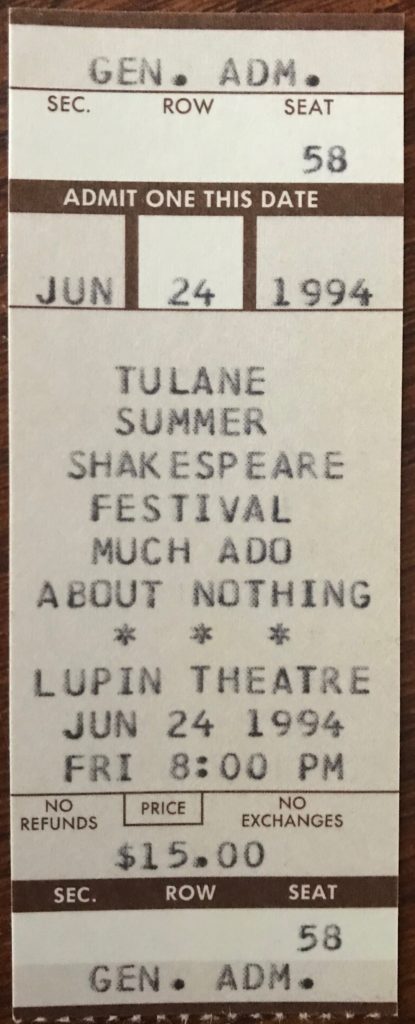 GEN. ADM.
SEC. ROW SEAT
58
ADMIT ONE THIS DATE
JUN 24 1994
TULANE
SUMMER
SHAKESPEARE
FESTIVAL
MUCH ADO
ABOUT NOTHING
* * *
LUPIN THEATRE
JUN 24 1994
FRI 8:00 PM
NO REFUNDS PRICE NO EXCHANGES
$15.00
SEC. ROW SEAT
58
GEN. ADM.